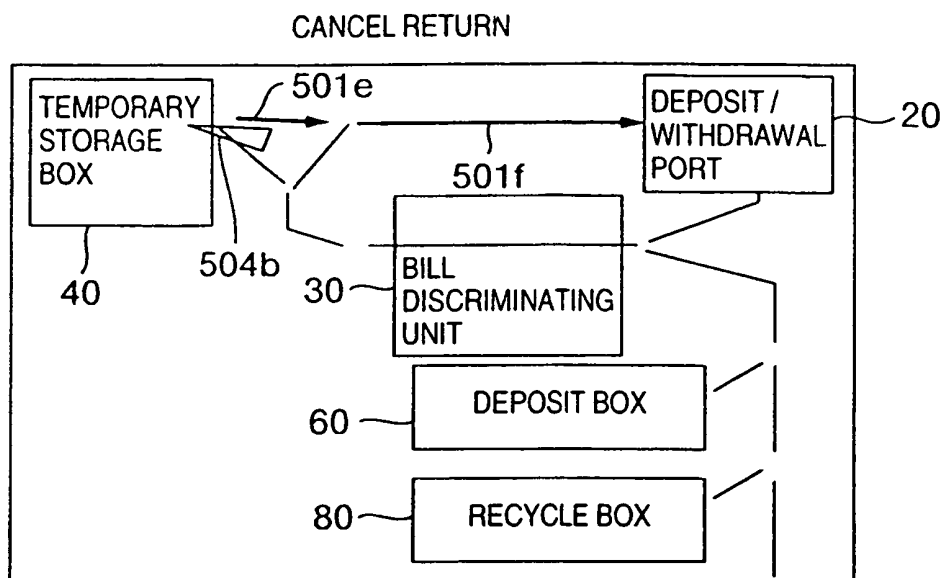 CANCEL RETURN
501e
TEMPORARY
STORAGE
BOX
DEPOSIT /
WITHDRAWAL
PORT
20
501f
504b
40
30
BILL
DISCRIMINATING
UNIT
DEPOSIT BOX
60
RECYCLE BOX
80